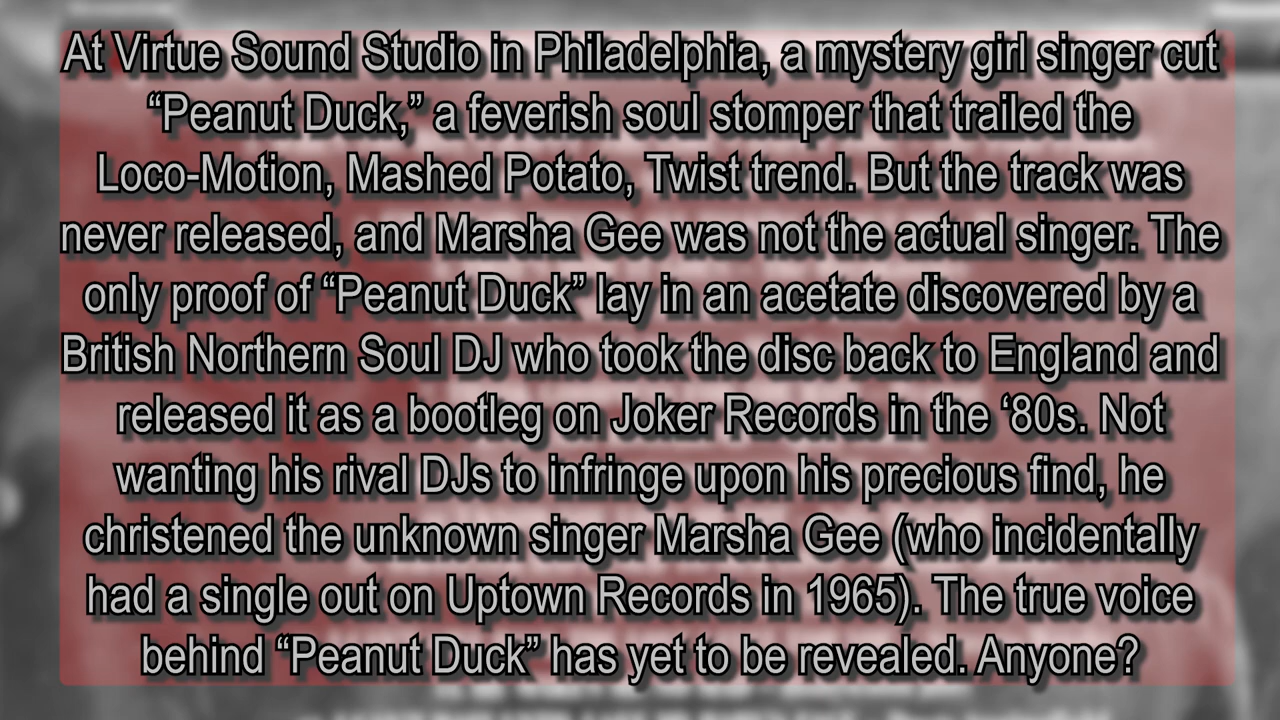 At Virtue Sound Studio in Philadelphia, a mystery girl singer cut
“Peanut Duck,” a feverish soul stomper that trailed the
Loco-Motion, Mashed Potato, Twist trend. But the track was
never released, and Marsha Gee was not the actual singer. The
only proof of “Peanut Duck” lay in an acetate discovered by a
British Northern Soul DJ who took the disc back to England and
released it as a bootleg on Joker Records in the ‘80s. Not
wanting his rival DJs to infringe upon his precious find, he
christened the unknown singer Marsha Gee (who incidentally
had a single out on Uptown Records in 1965). The true voice
behind “Peanut Duck” has yet to be revealed. Anyone?